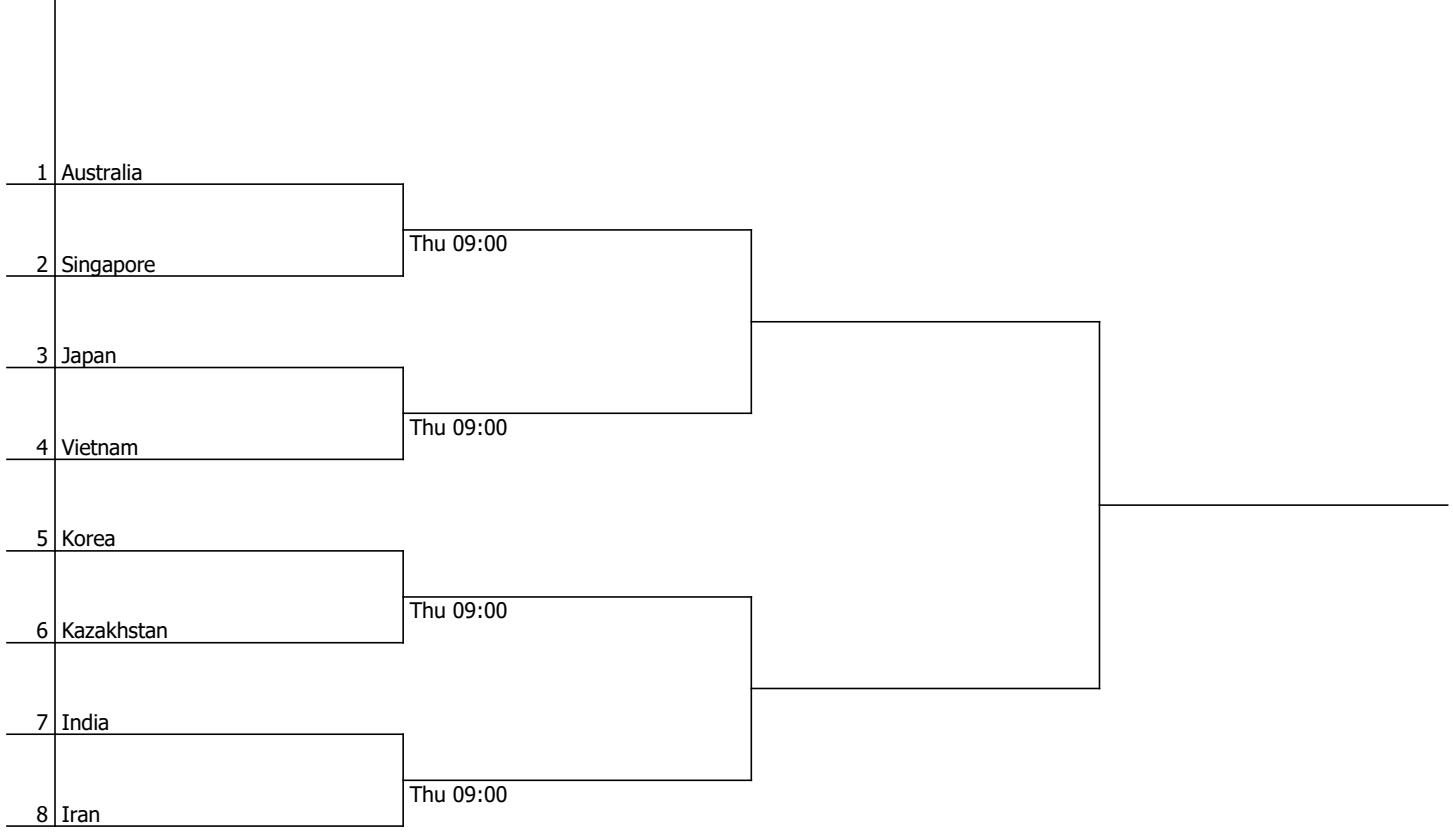 1 Australia
Thu 09:00
2 Singapore
3 Japan
Thu 09:00
4 Vietnam
5 Korea
Thu 09:00
6 Kazakhstan
7 India
Thu 09:00
8 Iran